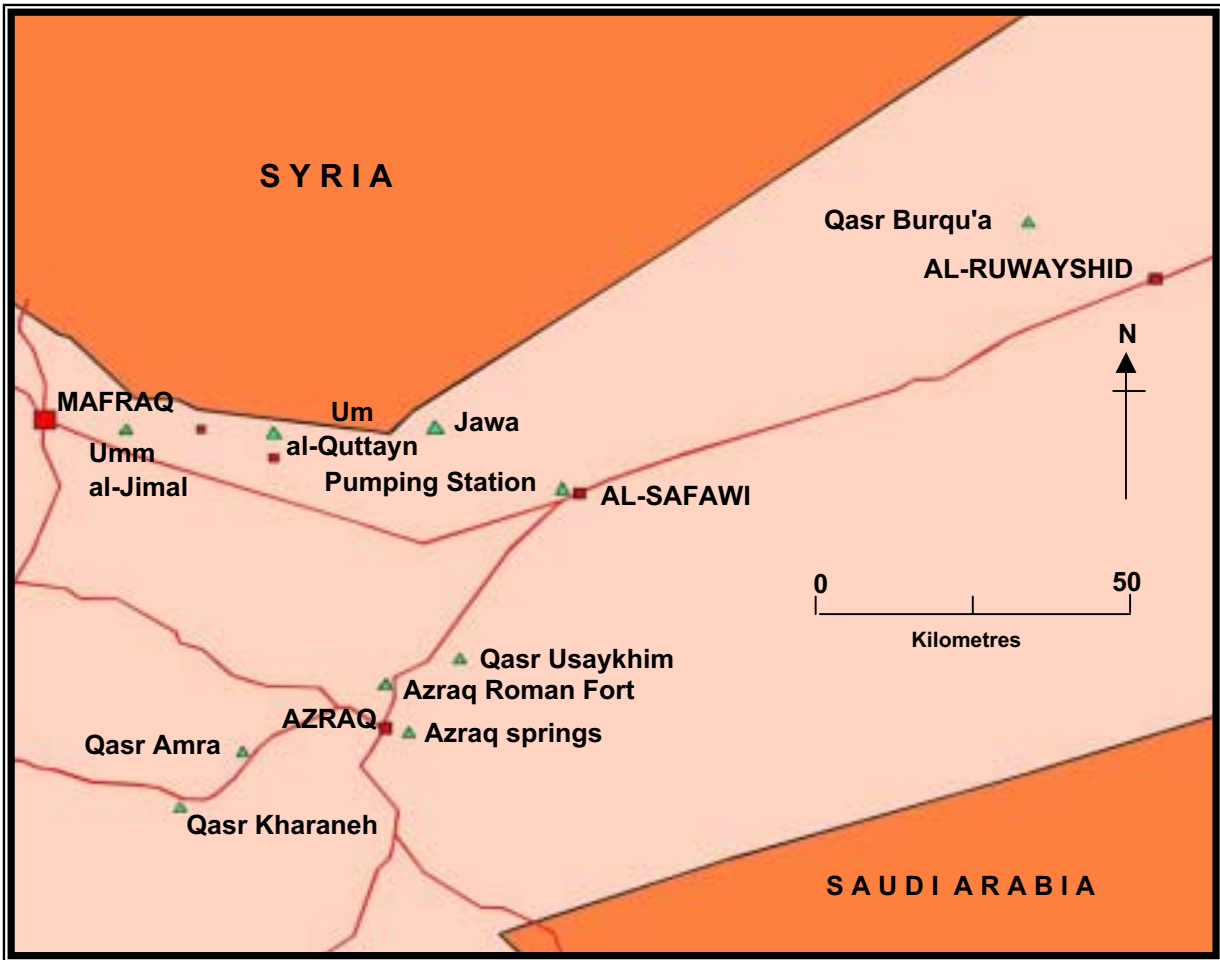 SYRIA
Qasr Burqu'a
AL-RUWAYSHID
N
MAFRAQ
Um
al-Quttayn
Jawa
Umm
al-Jimal
Pumping Station
AL-SAFAWI
0
50
Kilometres
Qasr Usaykhim
Azraq Roman Fort
AZRAQ
Azraq springs
Qasr Amra
Qasr Kharaneh
SAUDI ARABIA